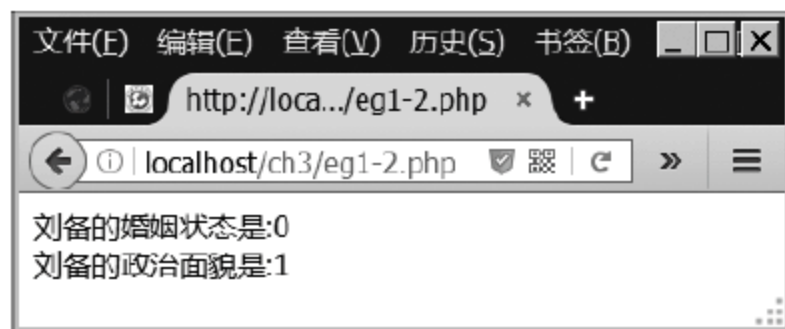 文件(F) 编辑(E) 查看(V) 历史(S) 书签(B)
http://loca.../eg1-2.php × +
localhost/ch3/eg1-2.php
刘备的婚姻状态是:0
刘备的政治面貌是:1